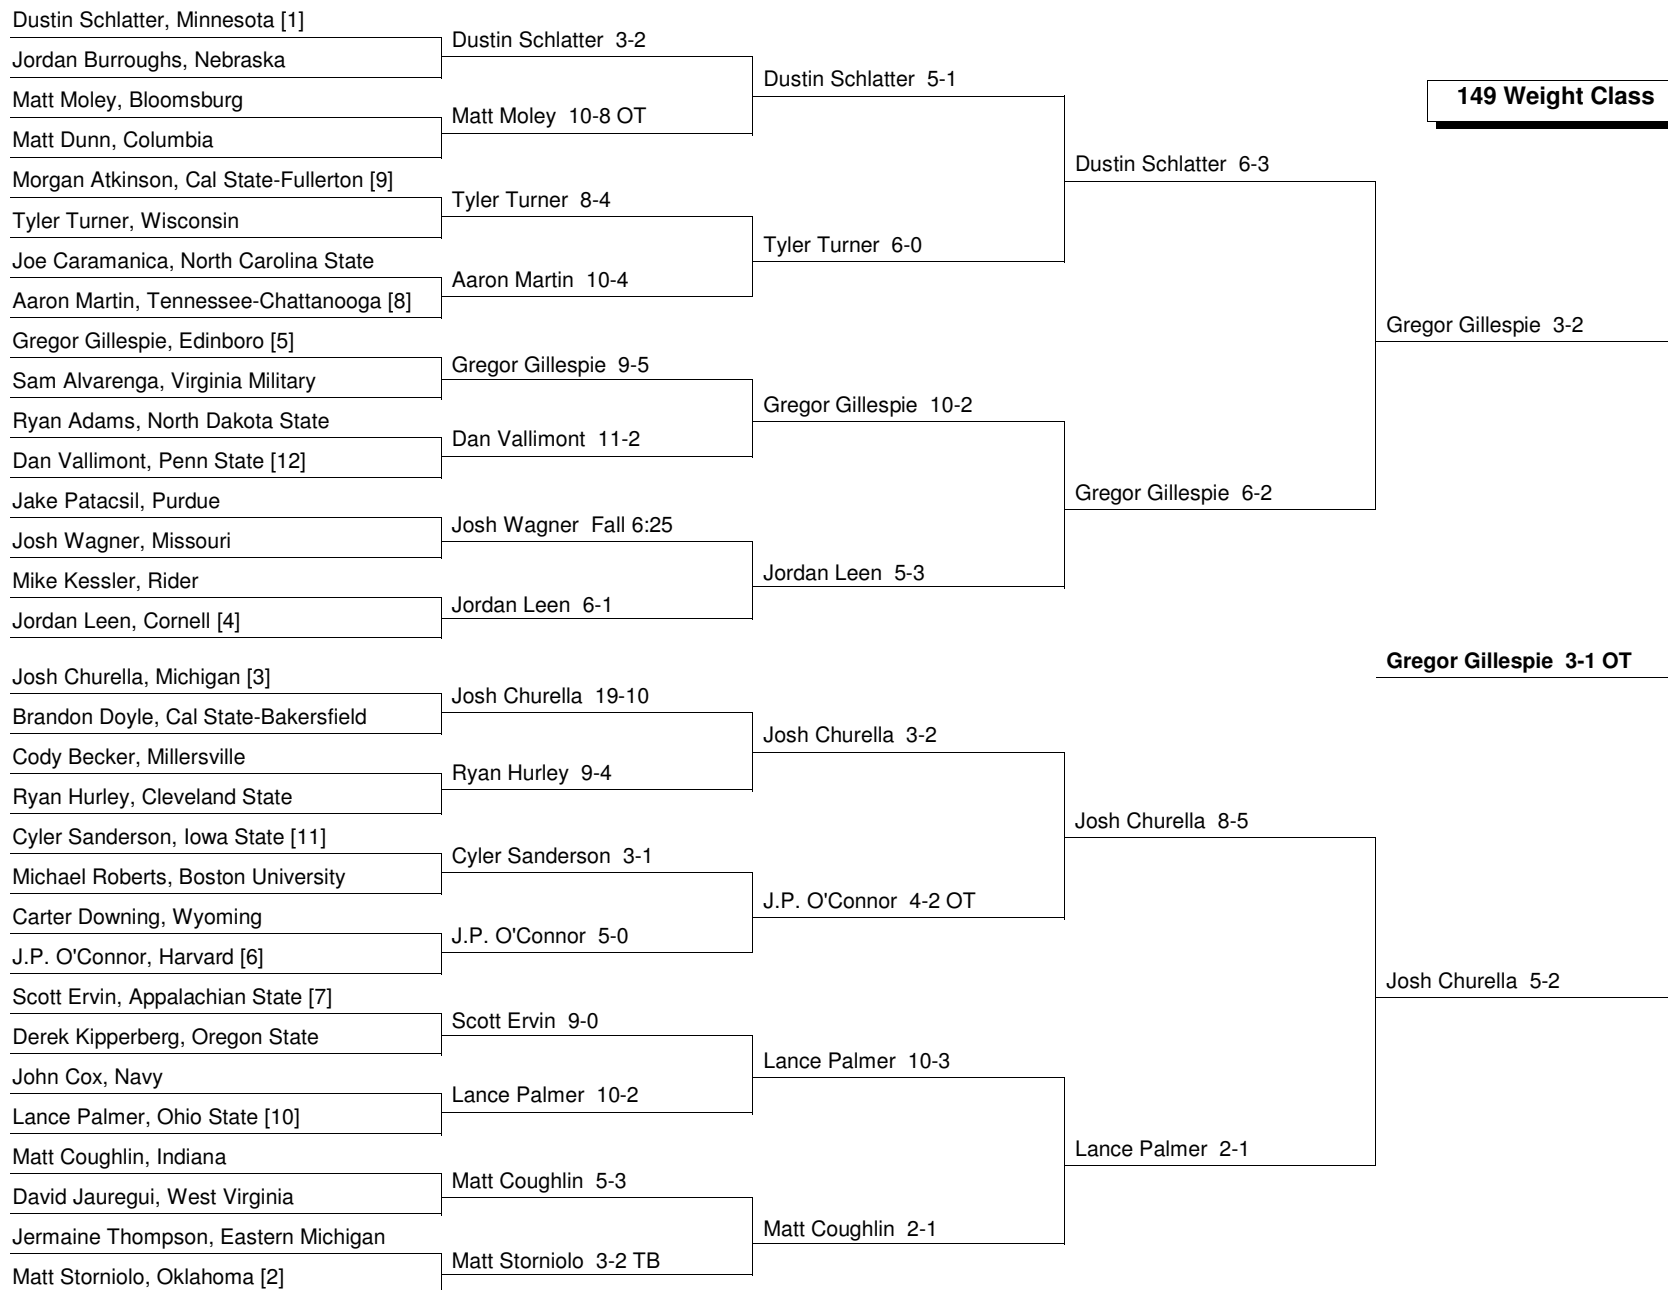 Dustin Schlatter, Minnesota [1]
Jordan Burroughs, Nebraska
Matt Moley, Bloomsburg
Matt Dunn, Columbia
Morgan Atkinson, Cal State-Fullerton [9]
Tyler Turner, Wisconsin
Joe Caramanica, North Carolina State
Aaron Martin, Tennessee-Chattanooga [8]
Gregor Gillespie, Edinboro [5]
Sam Alvarenga, Virginia Military
Ryan Adams, North Dakota State
Dan Vallimont, Penn State [12]
Jake Patacsil, Purdue
Josh Wagner, Missouri
Mike Kessler, Rider
Jordan Leen, Cornell [4]
Josh Churella, Michigan [3]
Brandon Doyle, Cal State-Bakersfield
Cody Becker, Millersville
Ryan Hurley, Cleveland State
Cyler Sanderson, Iowa State [11]
Michael Roberts, Boston University
Carter Downing, Wyoming
J.P. O'Connor, Harvard [6]
Scott Ervin, Appalachian State [7]
Derek Kipperberg, Oregon State
John Cox, Navy
Lance Palmer, Ohio State [10]
Matt Coughlin, Indiana
David Jauregui, West Virginia
Jermaine Thompson, Eastern Michigan
Matt Storniolo, Oklahoma [2]
Dustin Schlatter 3-2
Matt Moley 10-8 OT
Tyler Turner 8-4
Aaron Martin 10-4
Gregor Gillespie 9-5
Dan Vallimont 11-2
Josh Wagner Fall 6:25
Jordan Leen 6-1
Josh Churella 19-10
Ryan Hurley 9-4
Cyler Sanderson 3-1
J.P. O'Connor 5-0
Scott Ervin 9-0
Lance Palmer 10-2
Matt Coughlin 5-3
Matt Storniolo 3-2 TB
Dustin Schlatter 5-1
Tyler Turner 6-0
Gregor Gillespie 10-2
Jordan Leen 5-3
Josh Churella 3-2
J.P. O'Connor 4-2 OT
Lance Palmer 10-3
Matt Coughlin 2-1
Dustin Schlatter 6-3
Gregor Gillespie 6-2
Josh Churella 8-5
Lance Palmer 2-1
149 Weight Class
Gregor Gillespie 3-2
Gregor Gillespie 3-1 OT
Josh Churella 5-2